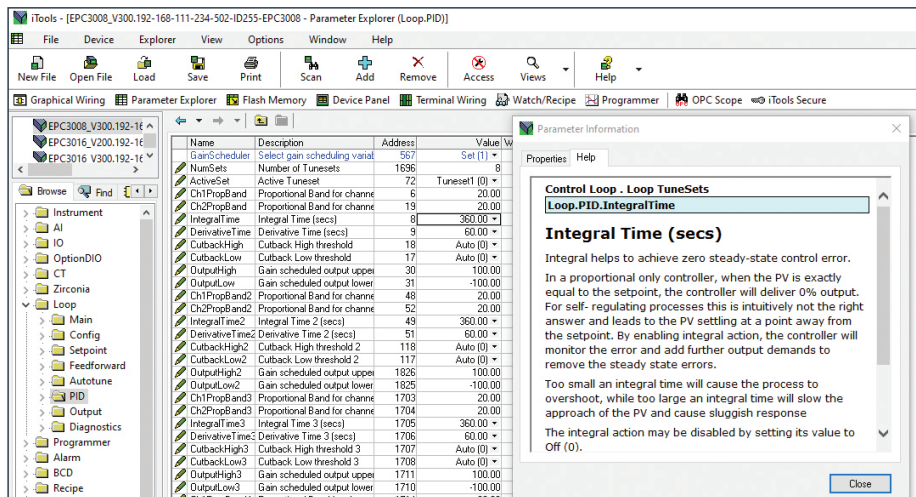 iTools - [EPC3008_V300.192-168-111-234-502-ID255-EPC3008 - Parameter Explorer (Loop.PID)]
File Device Explorer View Options Window Help
New File Open File Load Save Print Scan Add Remove Access Views Help
Graphical Wiring Parameter Explorer Flash Memory Device Panel Terminal Wiring Watch/Recipe Programmer OPC Scope iTools Secure
EPC3008_V300.192-16
EPC3016_V200.192-16
EPC3016_V300.192-16
Browse Find
Instrument
AI
IO
OptionDIO
CT
Zirconia
Loop
Main
Config
Setpoint
Feedforward
Autotune
PID
Output
Diagnostics
Programmer
Alarm
BCD
Recipe
Name Description Address Value
GainScheduler Select gain scheduling variab 567 Set (1)
NumSets Number of Tunesets 1696 8
ActiveSet Active Tuneset 72 Tuneset1 (0)
Ch1PropBand Proportional Band for channe 6 20.00
Ch2PropBand Proportional Band for channe 19 20.00
IntegralTime Integral Time (secs) 8 360.00
DerivativeTime Derivative Time (secs) 9 60.00
CutbackHigh Cutback High threshold 18 Auto (0)
CutbackLow Cutback Low threshold 17 Auto (0)
OutputHigh Gain scheduled output upper 30 100.00
OutputLow Gain scheduled output lower 31 -100.00
Ch1PropBand2 Proportional Band for channe 48 20.00
Ch2PropBand2 Proportional Band for channe 52 20.00
IntegralTime2 Integral Time 2 (secs) 49 360.00
DerivativeTime2 Derivative Time 2 (secs) 51 60.00
CutbackHigh2 Cutback High threshold 2 118 Auto (0)
CutbackLow2 Cutback Low threshold 2 117 Auto (0)
OutputHigh2 Gain scheduled output upper 1826 100.00
OutputLow2 Gain scheduled output lower 1825 -100.00
Ch1PropBand3 Proportional Band for channe 1703 20.00
Ch2PropBand3 Proportional Band for channe 1704 20.00
IntegralTime3 Integral Time 3 (secs) 1705 360.00
DerivativeTime3 Derivative Time 3 (secs) 1706 60.00
CutbackHigh3 Cutback High threshold 3 1707 Auto (0)
CutbackLow3 Cutback Low threshold 3 1708 Auto (0)
OutputHigh3 Gain scheduled output upper 1711 100.00
OutputLow3 Gain scheduled output lower 1710 -100.00
Parameter Information
Properties Help
Control Loop . Loop TuneSets
Loop.PID.IntegralTime
Integral Time (secs)
Integral helps to achieve zero steady-state control error.
In a proportional only controller, when the PV is exactly
equal to the setpoint, the controller will deliver 0% output.
For self- regulating processes this is intuitively not the right
answer and leads to the PV settling at a point away from
the setpoint. By enabling integral action, the controller will
monitor the error and add further output demands to
remove the steady state errors.
Too small an integral time will cause the process to
overshoot, while too large an integral time will slow the
approach of the PV and cause sluggish response
The integral action may be disabled by setting its value to
Off (0).
Close